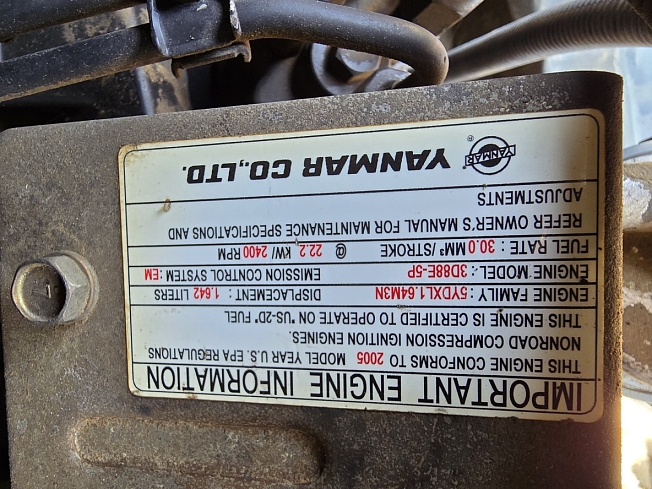 IMPORTANT ENGINE INFORMATION
THIS ENGINE CONFORMS TO 2005 MODEL YEAR U.S. EPA REGULATIONS
NONROAD COMPRESSION IGNITION ENGINES.
THIS ENGINE IS CERTIFIED TO OPERATE ON "US-2D" FUEL
ENGINE FAMILY : 5YDXL1.64M3N DISPLACEMENT : 1.642 LITERS
ENGINE MODEL : 3D88E-5P EMISSION CONTROL SYSTEM : EM
FUEL RATE : 30.0 MM³ /STROKE @ 22.2 KW/ 2400 RPM
REFER OWNER'S MANUAL FOR MAINTENANCE SPECIFICATIONS AND
ADJUSTMENTS
YANMAR ® YANMAR CO.,LTD.